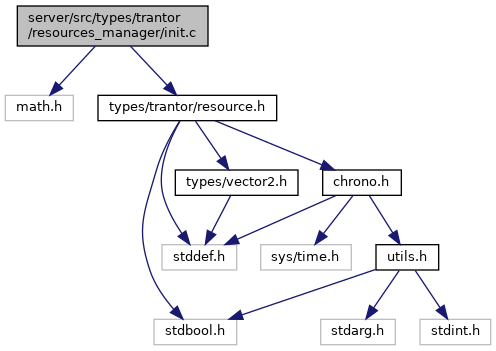 server/src/types/trantor
/resources_manager/init.c
math.h
types/trantor/resource.h
types/vector2.h
chrono.h
stddef.h
sys/time.h
utils.h
stdbool.h
stdarg.h
stdint.h